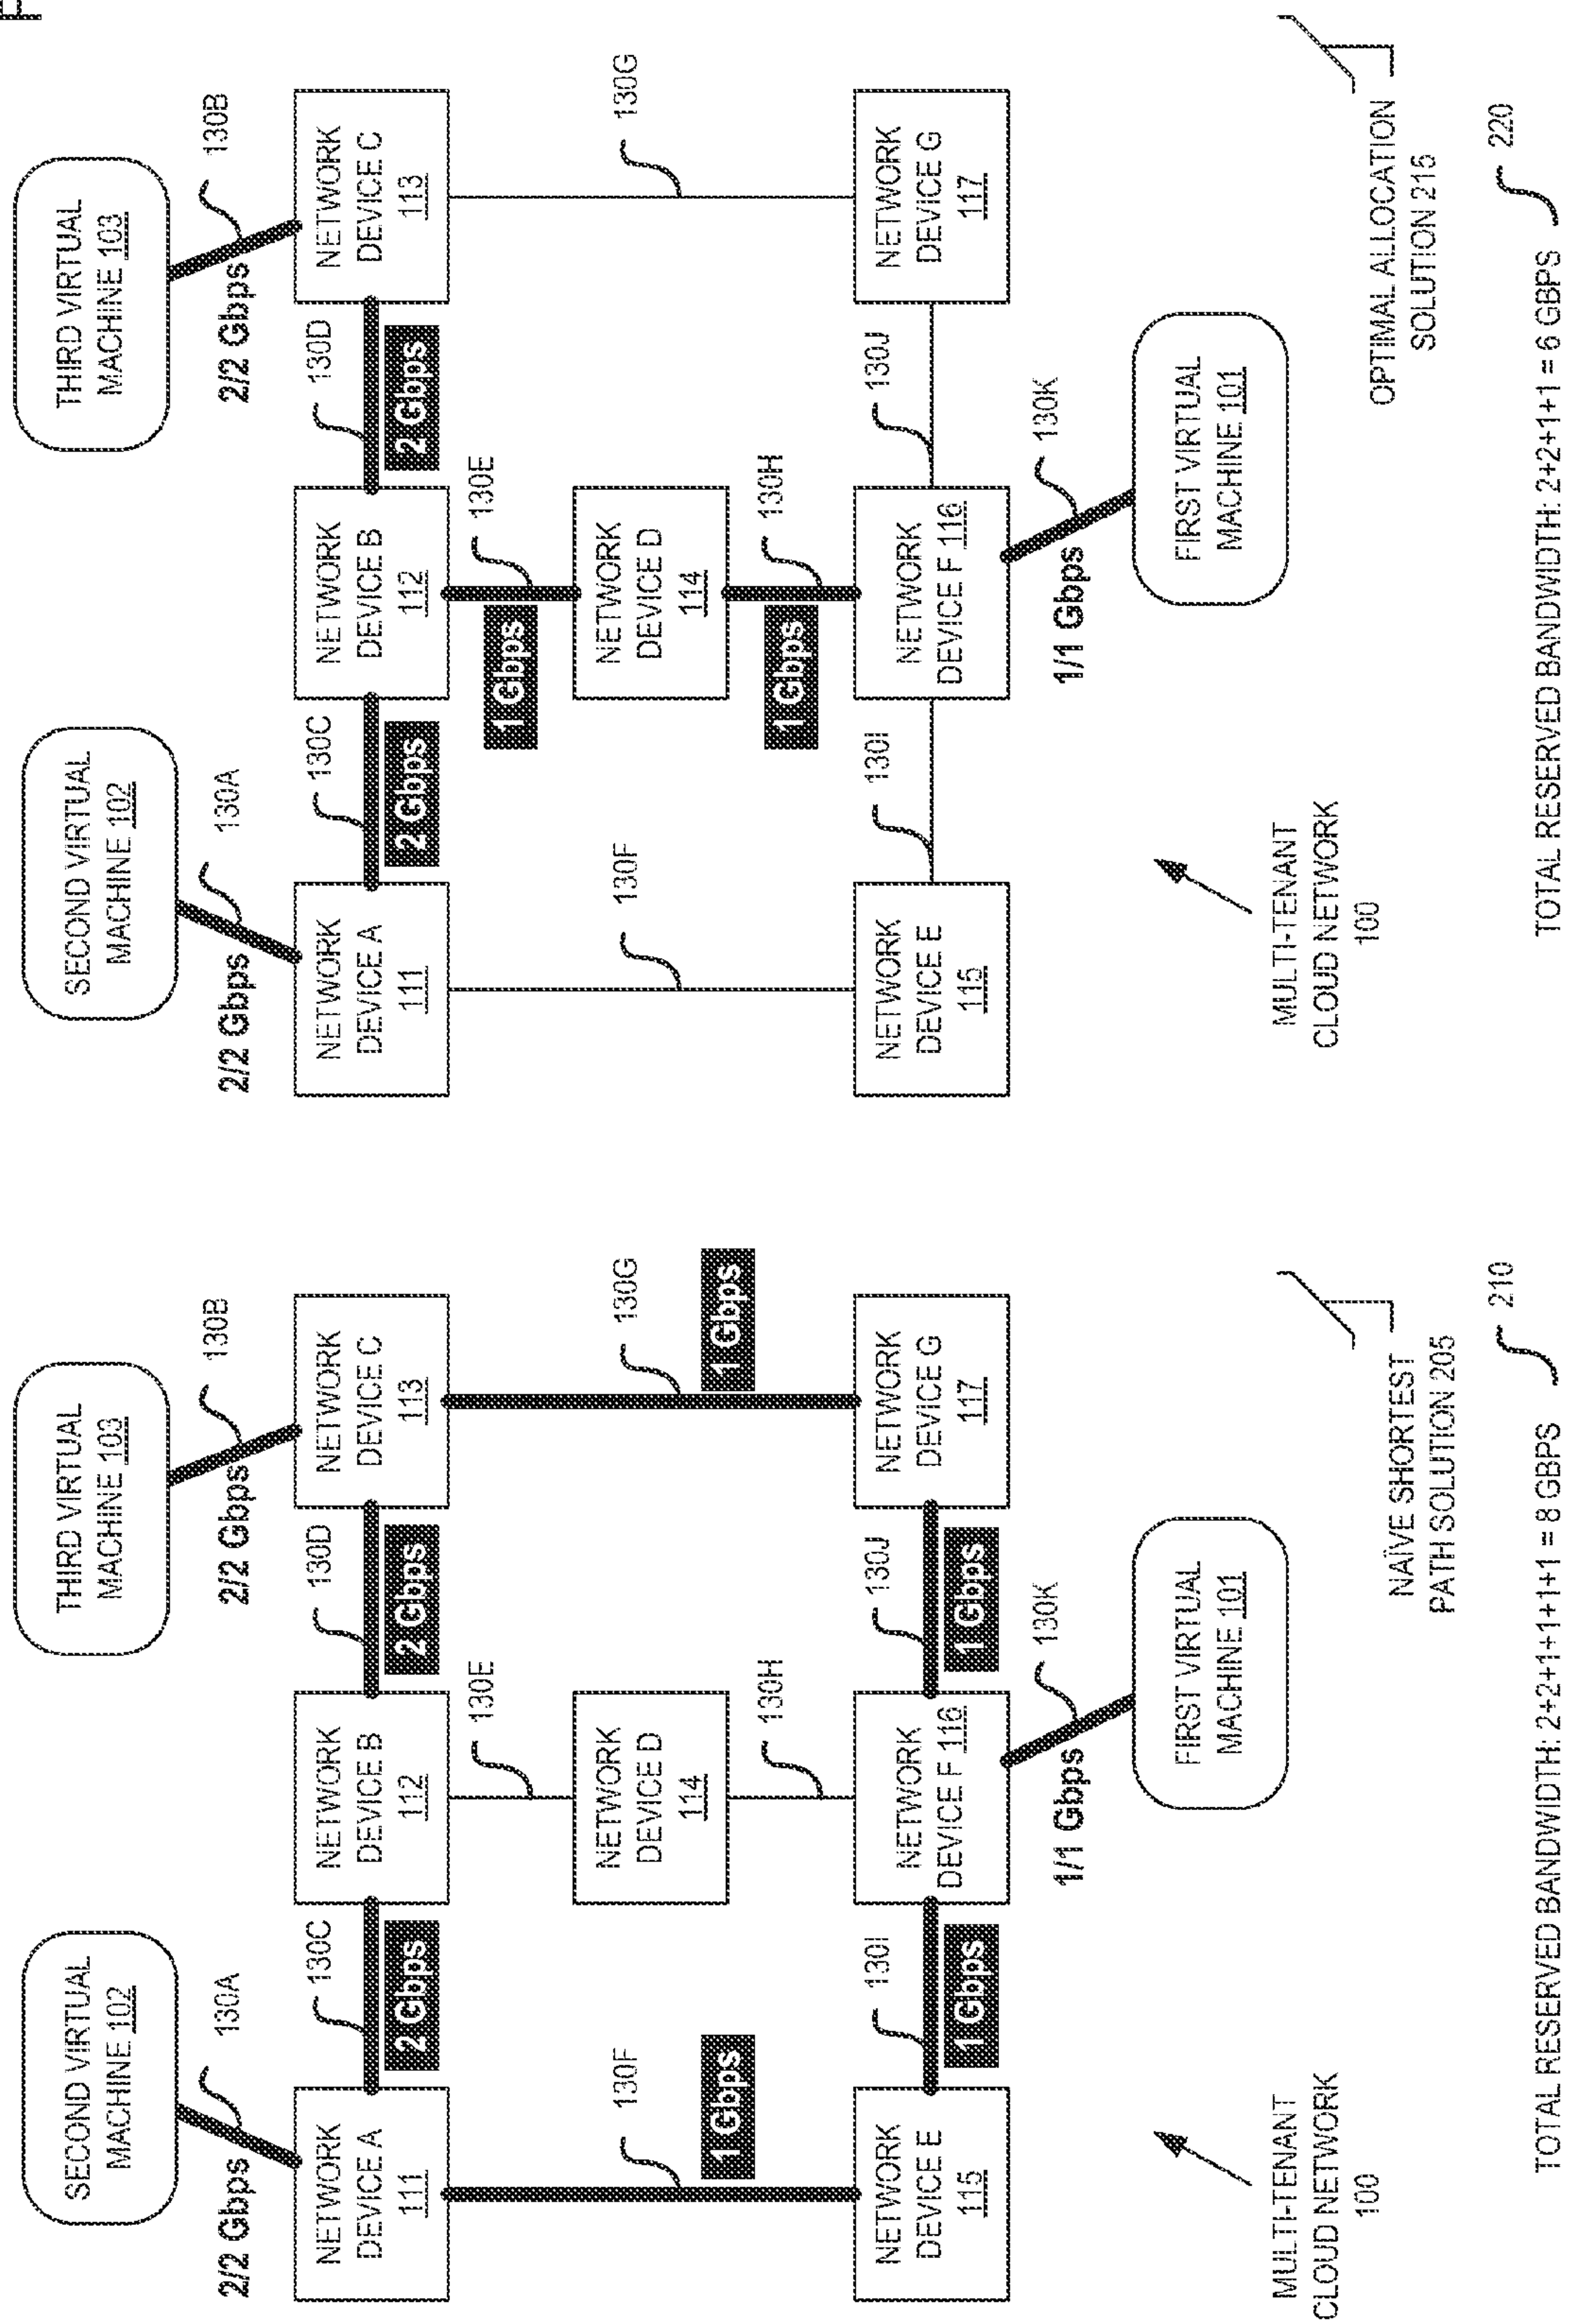 SECOND VIRTUAL
MACHINE 102
THIRD VIRTUAL
MACHINE 103
2/2 Gbps
130A
2/2 Gbps
130B
NETWORK
DEVICE A
111
130C
2 Gbps
NETWORK
DEVICE B
112
130D
2 Gbps
NETWORK
DEVICE C
113
130E
130F
1 Gbps
NETWORK
DEVICE D
114
130G
1 Gbps
130H
NETWORK
DEVICE E
115
130I
1 Gbps
NETWORK
DEVICE F 116
130J
1 Gbps
NETWORK
DEVICE G
117
1/1 Gbps
130K
FIRST VIRTUAL
MACHINE 101
MULTI-TENANT
CLOUD NETWORK
100
NAÏVE SHORTEST
PATH SOLUTION 205
TOTAL RESERVED BANDWIDTH: 2+2+1+1+1+1 = 8 GBPS
210
SECOND VIRTUAL
MACHINE 102
THIRD VIRTUAL
MACHINE 103
2/2 Gbps
130A
2/2 Gbps
130B
NETWORK
DEVICE A
111
130C
2 Gbps
NETWORK
DEVICE B
112
130D
2 Gbps
NETWORK
DEVICE C
113
130E
1 Gbps
130F
NETWORK
DEVICE D
114
130G
130H
1 Gbps
NETWORK
DEVICE E
115
130I
NETWORK
DEVICE F 116
130J
NETWORK
DEVICE G
117
1/1 Gbps
130K
FIRST VIRTUAL
MACHINE 101
MULTI-TENANT
CLOUD NETWORK
100
OPTIMAL ALLOCATION
SOLUTION 215
TOTAL RESERVED BANDWIDTH: 2+2+1+1 = 6 GBPS
220